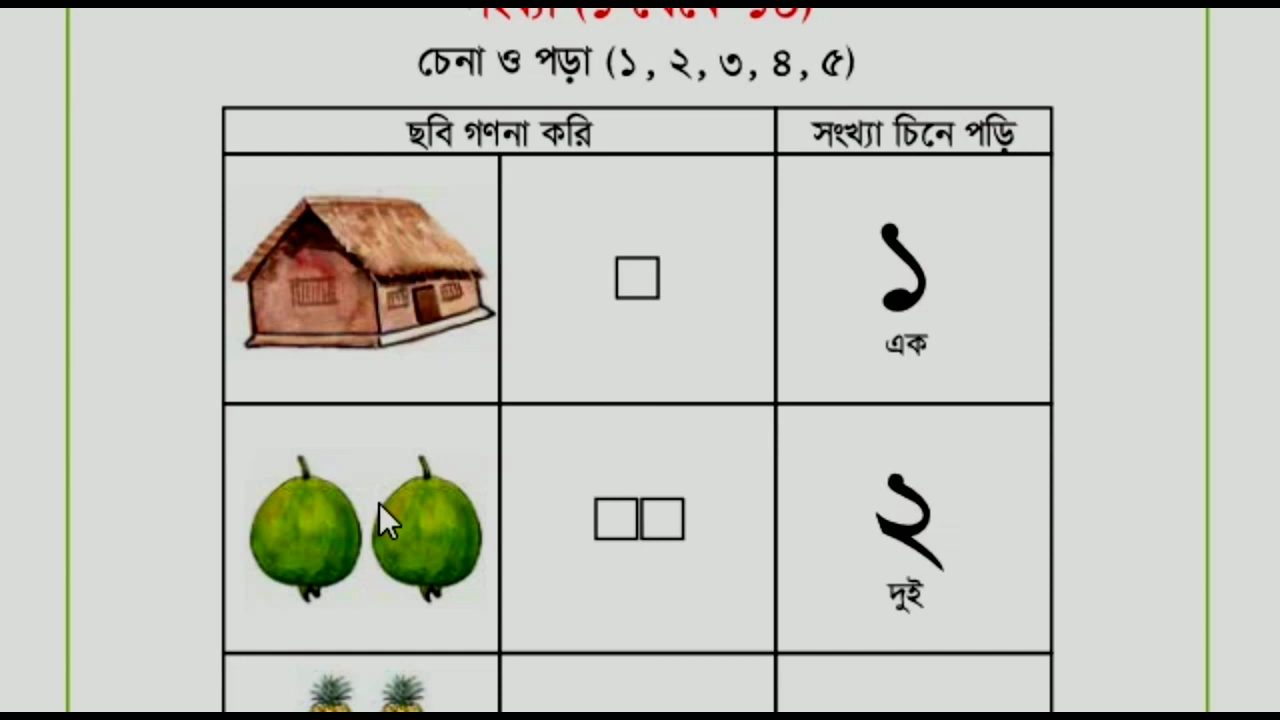 চেনা ও পড়া (১, ২, ৩, ৪, ৫)
ছবি গণনা করি
সংখ্যা চিনে পড়ি
১
এক
২
দুই